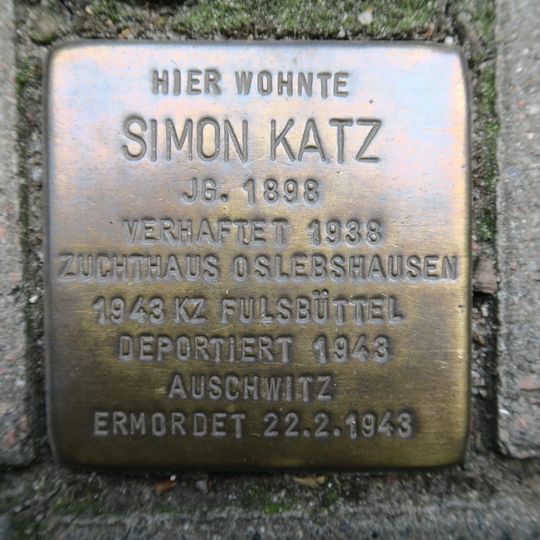 HIER WOHNTE
SIMON KATZ
JG. 1898
VERHAFTET 1938
ZUCHTHAUS OSLEBSHAUSEN
1943 KZ FULSBÜTTEL
DEPORTIERT 1943
AUSCHWITZ
ERMORDET 22.2.1943